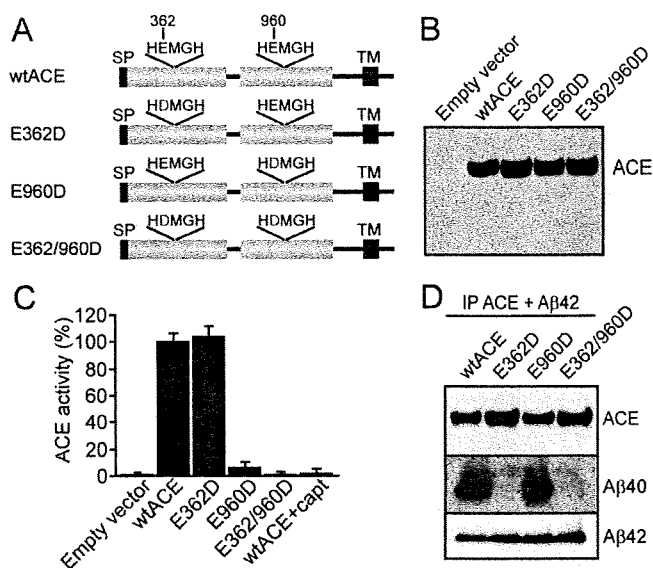 A
362 960
HEMGH HEMGH
SP TM
wtACE
HDMGH HEMGH
SP TM
E362D
HEMGH HDMGH
SP TM
E960D
HDMGH HDMGH
SP TM
E362/960D
B
Empty vector
wtACE
E362D
E960D
E362/960D
ACE
C
ACE activity (%)
120
100
80
60
40
20
0
Empty vector
wtACE
E362D
E960D
E362/960D
wtACE+capt
D
IP ACE + Aβ42
wtACE
E362D
E960D
E362/960D
ACE
Aβ40
Aβ42